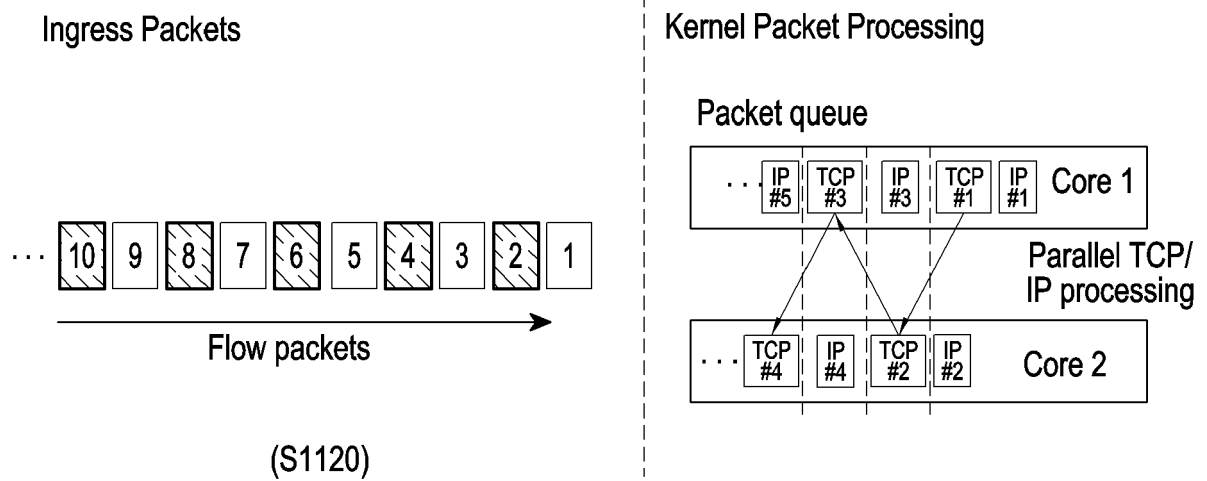 Ingress Packets
··· 10 9 8 7 6 5 4 3 2 1
Flow packets
(S1120)
Kernel Packet Processing
Packet queue
··· IP #5 TCP #3 IP #3 TCP #1 IP #1 Core 1
Parallel TCP/
IP processing
··· TCP #4 IP #4 TCP #2 IP #2 Core 2